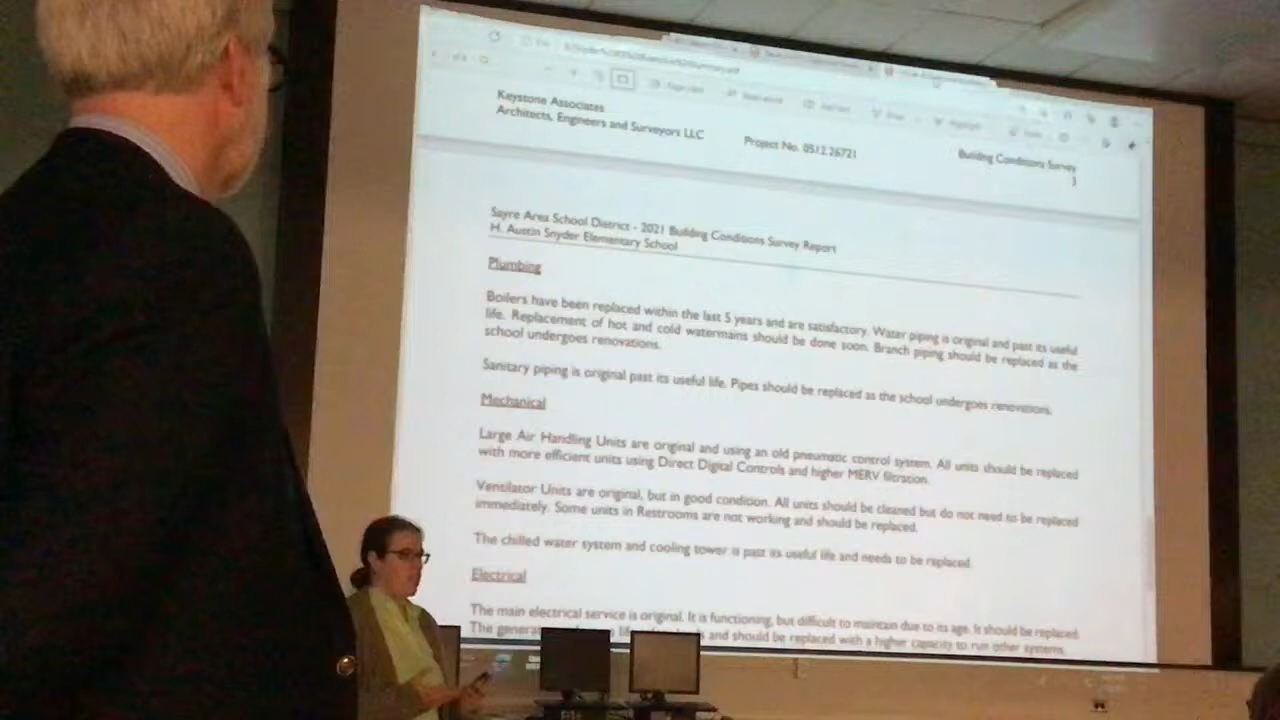 Keystone Associates
Architects, Engineers and Surveyors LLC
Project No. 0512.26721
Building Conditions Survey
3
Sayre Area School District - 2021 Building Conditions Survey Report
H. Austin Snyder Elementary School
Plumbing
Boilers have been replaced within the last 5 years and are satisfactory. Water piping is original and past its useful
life. Replacement of hot and cold watermains should be done soon. Branch piping should be replaced as the
school undergoes renovations.
Sanitary piping is original past its useful life. Pipes should be replaced as the school undergoes renovations.
Mechanical
Large Air Handling Units are original and using an old pneumatic control system. All units should be replaced
with more efficient units using Direct Digital Controls and higher MERV filtration.
Ventilator Units are original, but in good condition. All units should be cleaned but do not need to be replaced
immediately. Some units in Restrooms are not working and should be replaced.
The chilled water system and cooling tower is past its useful life and needs to be replaced.
Electrical
The main electrical service is original. It is functioning, but difficult to maintain due to its age. It should be replaced.
The and should be replaced with a higher capacity to run other systems.